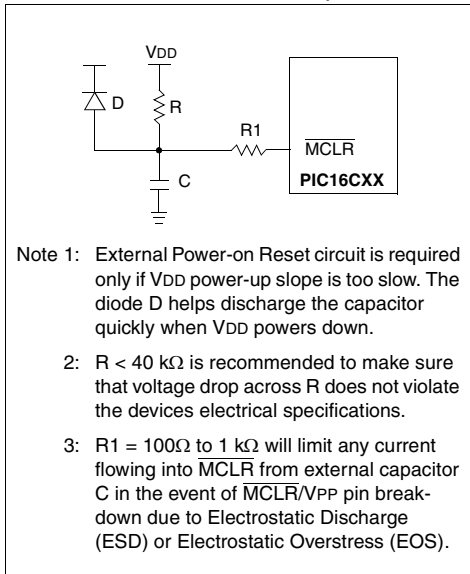 VDD
D
R
R1
MCLR
C
PIC16CXX
Note 1: External Power-on Reset circuit is required
only if VDD power-up slope is too slow. The
diode D helps discharge the capacitor
quickly when VDD powers down.
2: R < 40 kΩ is recommended to make sure
that voltage drop across R does not violate
the devices electrical specifications.
3: R1 = 100Ω to 1 kΩ will limit any current
flowing into MCLR from external capacitor
C in the event of MCLR/VPP pin break-
down due to Electrostatic Discharge
(ESD) or Electrostatic Overstress (EOS).